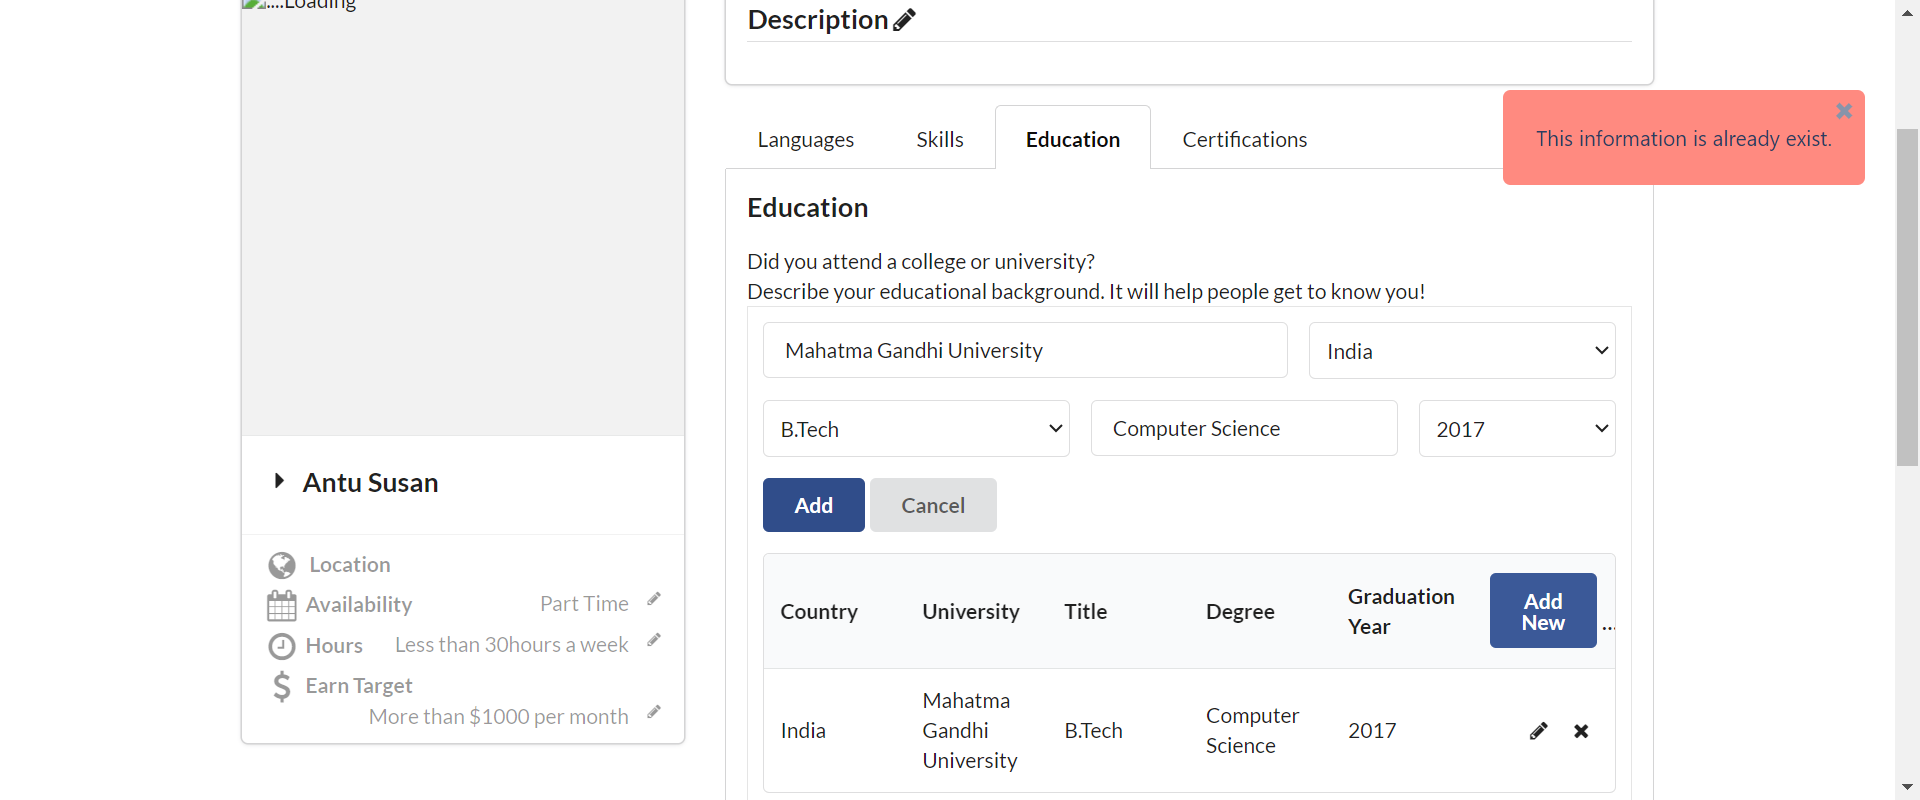 ....Loading
Antu Susan
Location
Availability Part Time
Hours Less than 30hours a week
Earn Target
More than $1000 per month
Description
Languages Skills Education Certifications
This information is already exist.
Education
Did you attend a college or university?
Describe your educational background. It will help people get to know you!
Mahatma Gandhi University India
B.Tech Computer Science 2017
Add Cancel
Country University Title Degree Graduation Year Add New ...
India Mahatma Gandhi University B.Tech Computer Science 2017